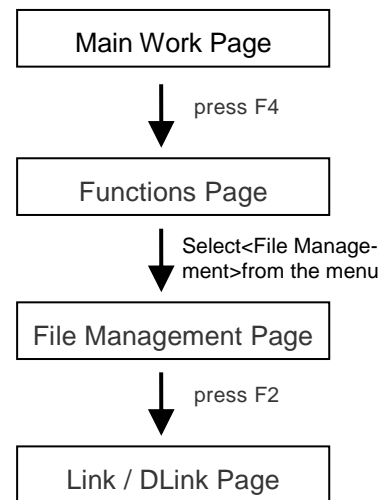 Main Work Page
press F4
Functions Page
Select<File Manage-
ment>from the menu
File Management Page
press F2
Link / DLink Page